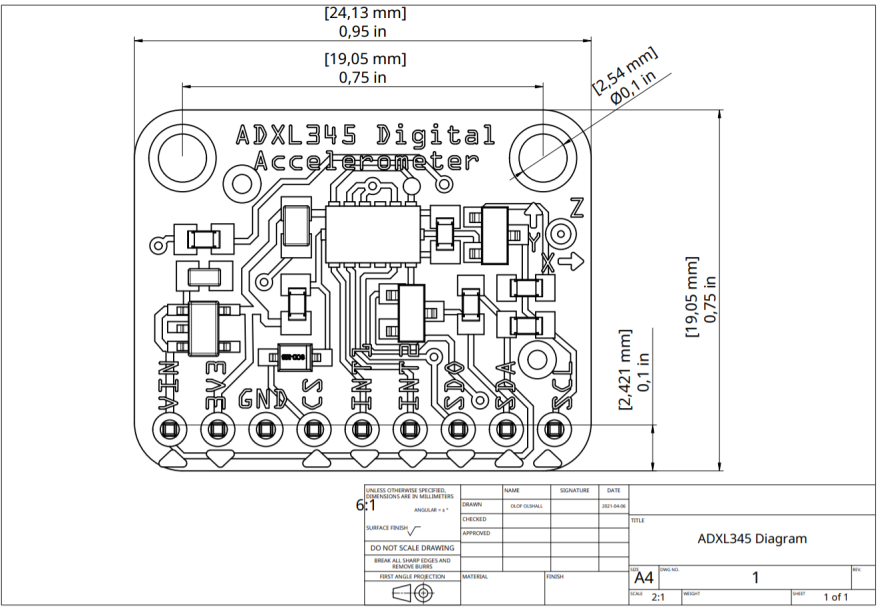 [24,13 mm]
0,95 in
[19,05 mm]
0,75 in
[2,54 mm]
Ø0,1 in
ADXL345 Digital
Accelerometer
Z
Y
X
[19,05 mm]
0,75 in
[2,421 mm]
0,1 in
VIN
3V3
GND
CS
INT1
INT2
SDO
SDA
SCL
6:1
UNLESS OTHERWISE SPECIFIED,
DIMENSIONS ARE IN MILLIMETERS
ANGULAR = ± °
SURFACE FINISH
DO NOT SCALE DRAWING
BREAK ALL SHARP EDGES AND
REMOVE BURRS
FIRST ANGLE PROJECTION
NAME
SIGNATURE
DATE
DRAWN
OLOF OLSHALL
2021-04-06
CHECKED
APPROVED
MATERIAL
FINISH
TITLE
ADXL345 Diagram
SIZE
A4
DWG NO.
1
REV.
SCALE
2:1
WEIGHT
SHEET
1 of 1